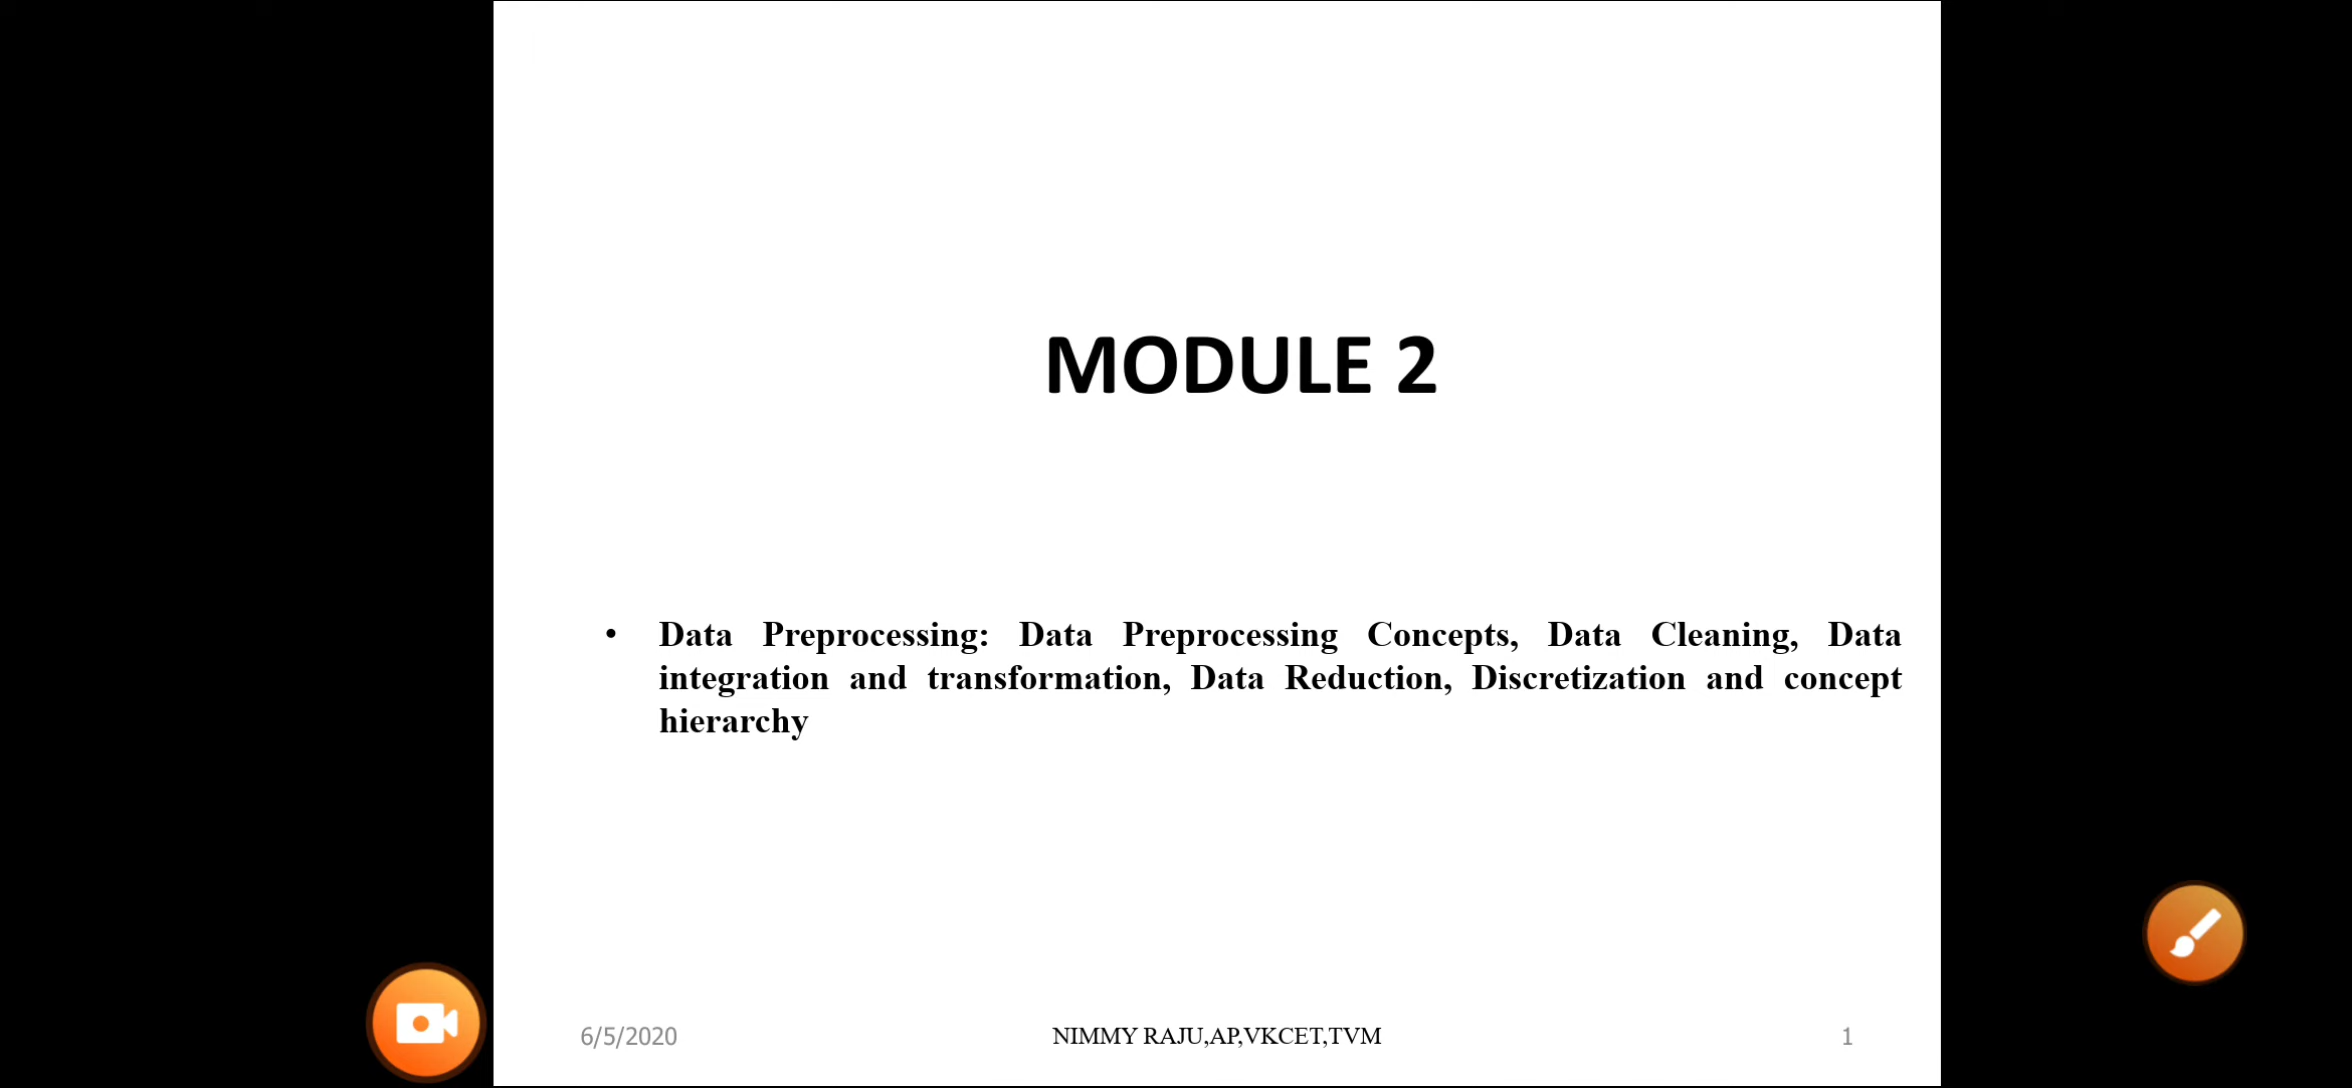 MODULE 2
• Data Preprocessing: Data Preprocessing Concepts, Data Cleaning, Data
integration and transformation, Data Reduction, Discretization and concept
hierarchy
6/5/2020
NIMMY RAJU,AP,VKCET,TVM
1